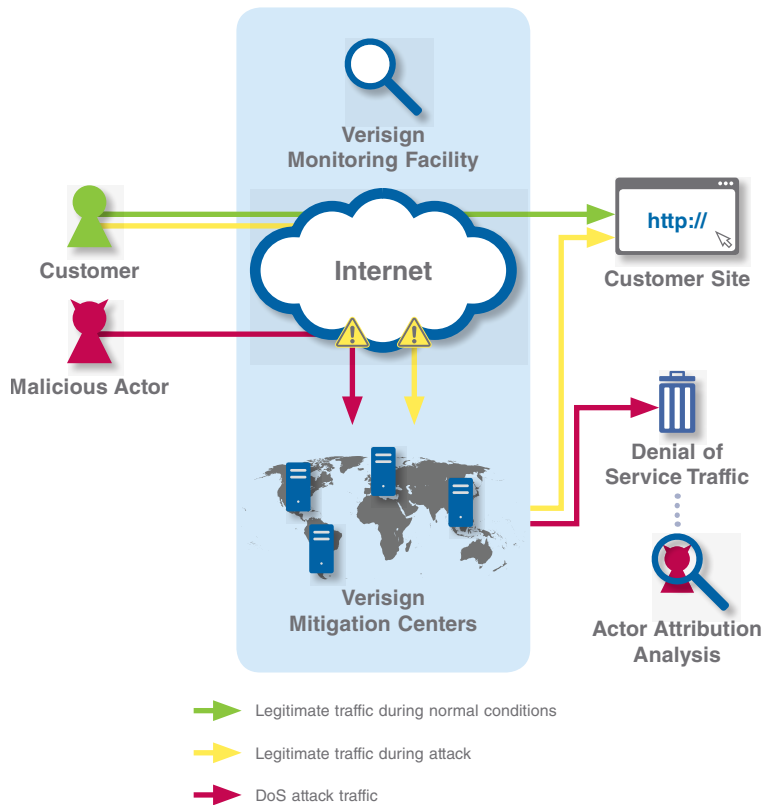 Verisign
Monitoring Facility
Internet
http://
Customer
Customer Site
Malicious Actor
Denial of
Service Traffic
Verisign
Mitigation Centers
Actor Attribution
Analysis
Legitimate traffic during normal conditions
Legitimate traffic during attack
DoS attack traffic